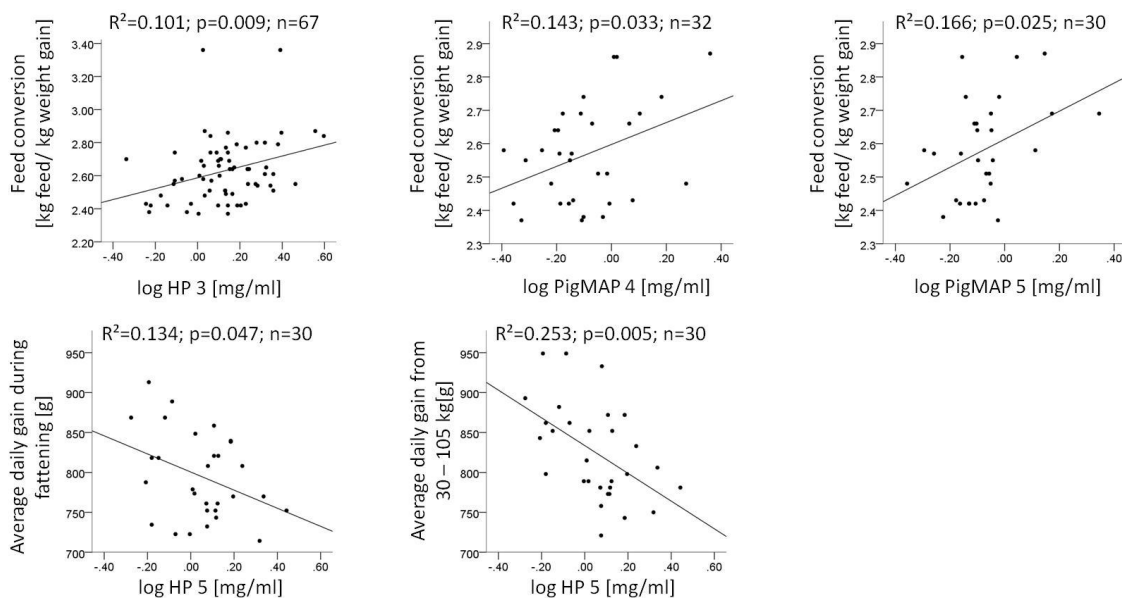 R²=0.101; p=0.009; n=67
Feed conversion
[kg feed/ kg weight gain]
3.40
3.20
3.00
2.80
2.60
2.40
2.20
-.40 -.20 .00 .20 .40 .60
log HP 3 [mg/ml]
R²=0.143; p=0.033; n=32
Feed conversion
[kg feed/ kg weight gain]
2.9
2.8
2.7
2.6
2.5
2.4
2.3
-.40 -.20 .00 .20 .40
log PigMAP 4 [mg/ml]
R²=0.166; p=0.025; n=30
Feed conversion
[kg feed/ kg weight gain]
2.9
2.8
2.7
2.6
2.5
2.4
2.3
-.40 -.20 .00 .20 .40
log PigMAP 5 [mg/ml]
R²=0.134; p=0.047; n=30
Average daily gain during
fattening [g]
950
900
850
800
750
700
-.40 -.20 .00 .20 .40 .60
log HP 5 [mg/ml]
R²=0.253; p=0.005; n=30
Average daily gain from
30 – 105 kg[g]
950
900
850
800
750
700
-.40 -.20 .00 .20 .40 .60
log HP 5 [mg/ml]